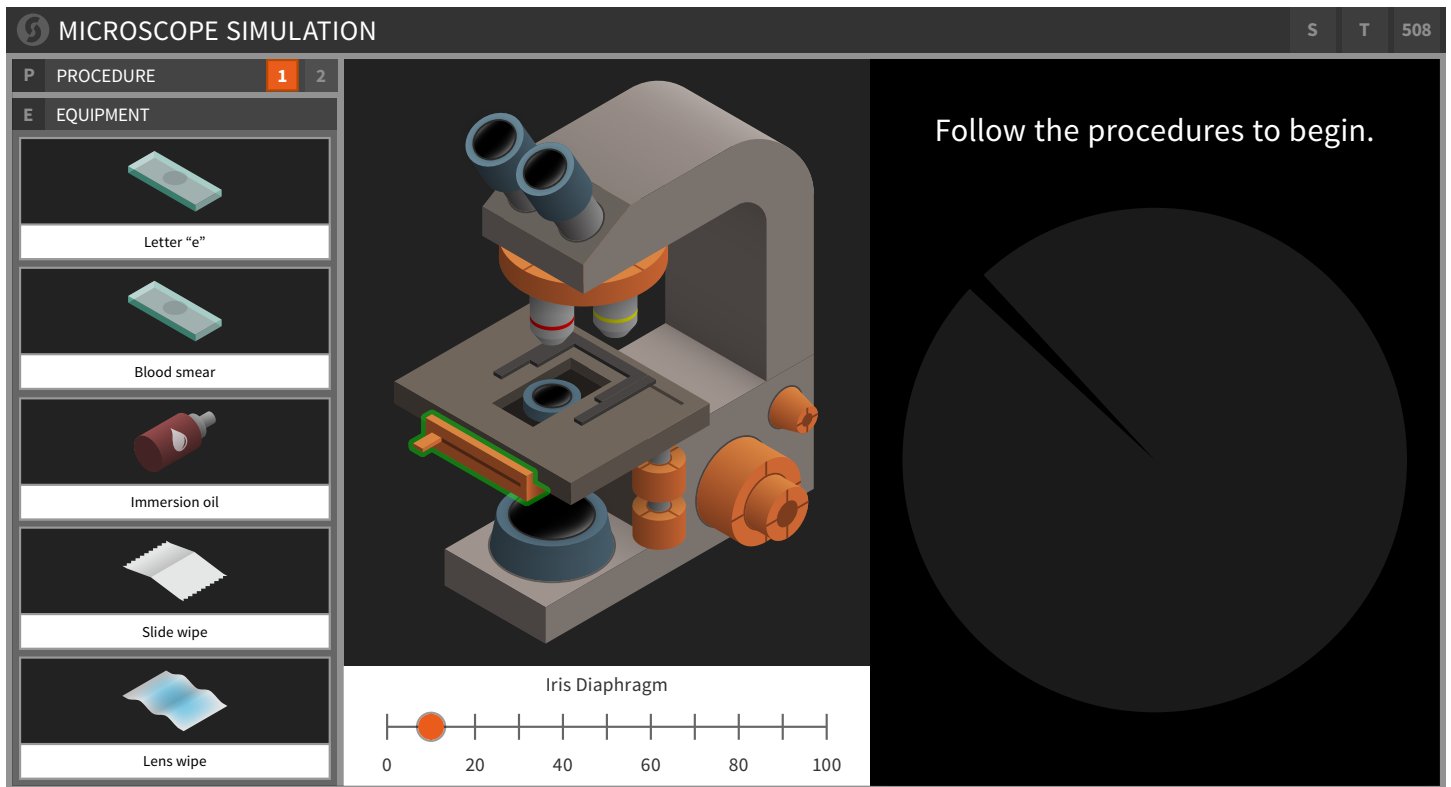 MICROSCOPE SIMULATION
S T 508
P PROCEDURE 1 2
E EQUIPMENT
Letter “e”
Blood smear
Immersion oil
Slide wipe
Lens wipe
Iris Diaphragm
0 20 40 60 80 100
Follow the procedures to begin.